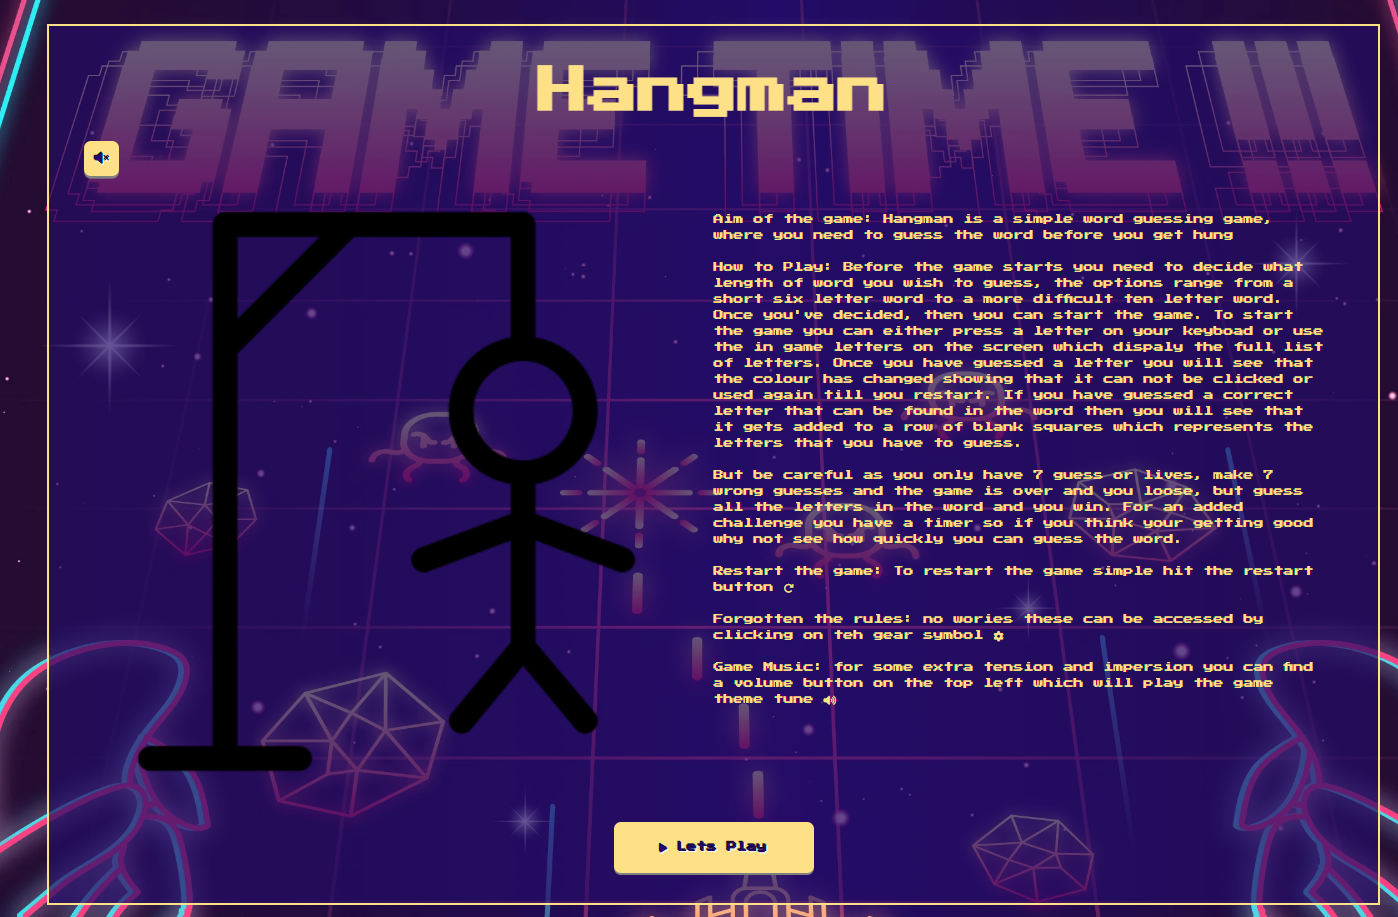 GAME TIME !!!
Hangman
Aim of the game: Hangman is a simple word guessing game,
where you need to guess the word before you get hung
How to Play: Before the game starts you need to decide what
length of word you wish to guess, the options range from a
short six letter word to a more difficult ten letter word.
Once you've decided, then you can start the game. To start
the game you can either press a letter on your keyboad or use
the in game letters on the screen which dispaly the full list
of letters. Once you have guessed a letter you will see that
the colour has changed showing that it can not be clicked or
used again till you restart. If you have guessed a correct
letter that can be found in the word then you will see that
it gets added to a row of blank squares which represents the
letters that you have to guess.
But be careful as you only have 7 guess or lives, make 7
wrong guesses and the game is over and you loose, but guess
all the letters in the word and you win. For an added
challenge you have a timer so if you think your getting good
why not see how quickly you can guess the word.
Restart the game: To restart the game simple hit the restart
button
Forgotten the rules: no wories these can be accessed by
clicking on teh gear symbol
Game Music: for some extra tension and impersion you can find
a volume button on the top left which will play the game
theme tune
Lets Play